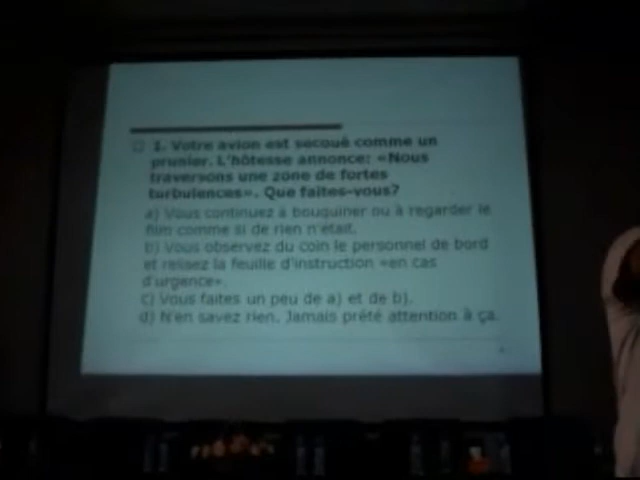 1. Votre avion est secoué comme un
prunier. L'hôtesse annonce: «Nous
traversons une zone de fortes
turbulences». Que faites-vous?
a) Vous continuez à bouquiner ou à regarder le
film comme si de rien n'était.
b) Vous observez du coin le personnel de bord
et relisez la feuille d'instruction «en cas
d'urgence».
c) Vous faites un peu de a) et de b).
d) N'en savez rien. Jamais prêté attention à ça.